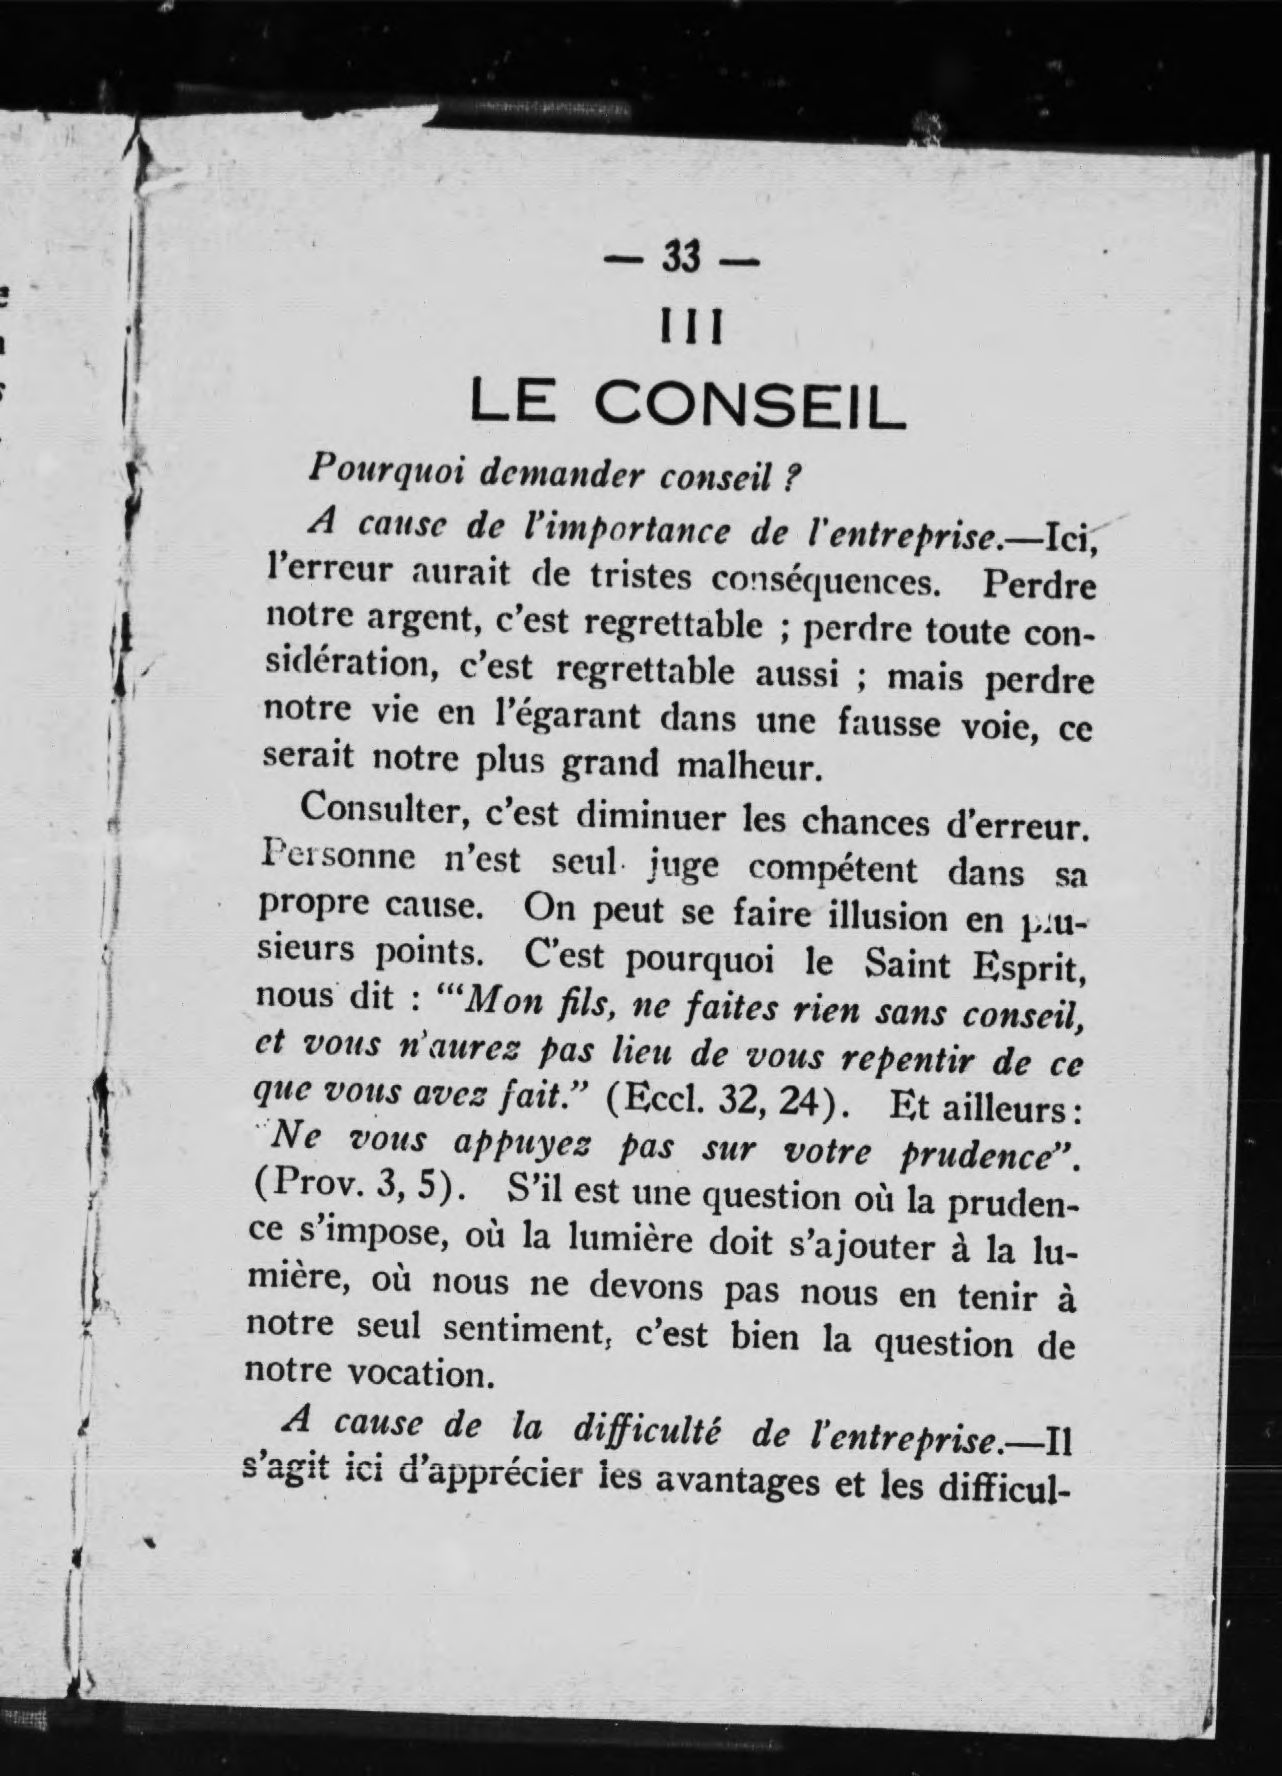 — 33 —
III
LE CONSEIL
Pourquoi demander conseil ?
A cause de l'importance de l'entreprise.—Ici,
l'erreur aurait de tristes conséquences. Perdre
notre argent, c'est regrettable ; perdre toute con-
sidération, c'est regrettable aussi ; mais perdre
notre vie en l'égarant dans une fausse voie, ce
serait notre plus grand malheur.
Consulter, c'est diminuer les chances d'erreur.
Personne n'est seul juge compétent dans sa
propre cause. On peut se faire illusion en plu-
sieurs points. C'est pourquoi le Saint Esprit,
nous dit : "'Mon fils, ne faites rien sans conseil,
et vous n'aurez pas lieu de vous repentir de ce
que vous avez fait." (Eccl. 32, 24). Et ailleurs:
"Ne vous appuyez pas sur votre prudence".
(Prov. 3, 5). S'il est une question où la pruden-
ce s'impose, où la lumière doit s'ajouter à la lu-
mière, où nous ne devons pas nous en tenir à
notre seul sentiment, c'est bien la question de
notre vocation.
A cause de la difficulté de l'entreprise.—Il
s'agit ici d'apprécier les avantages et les difficul-